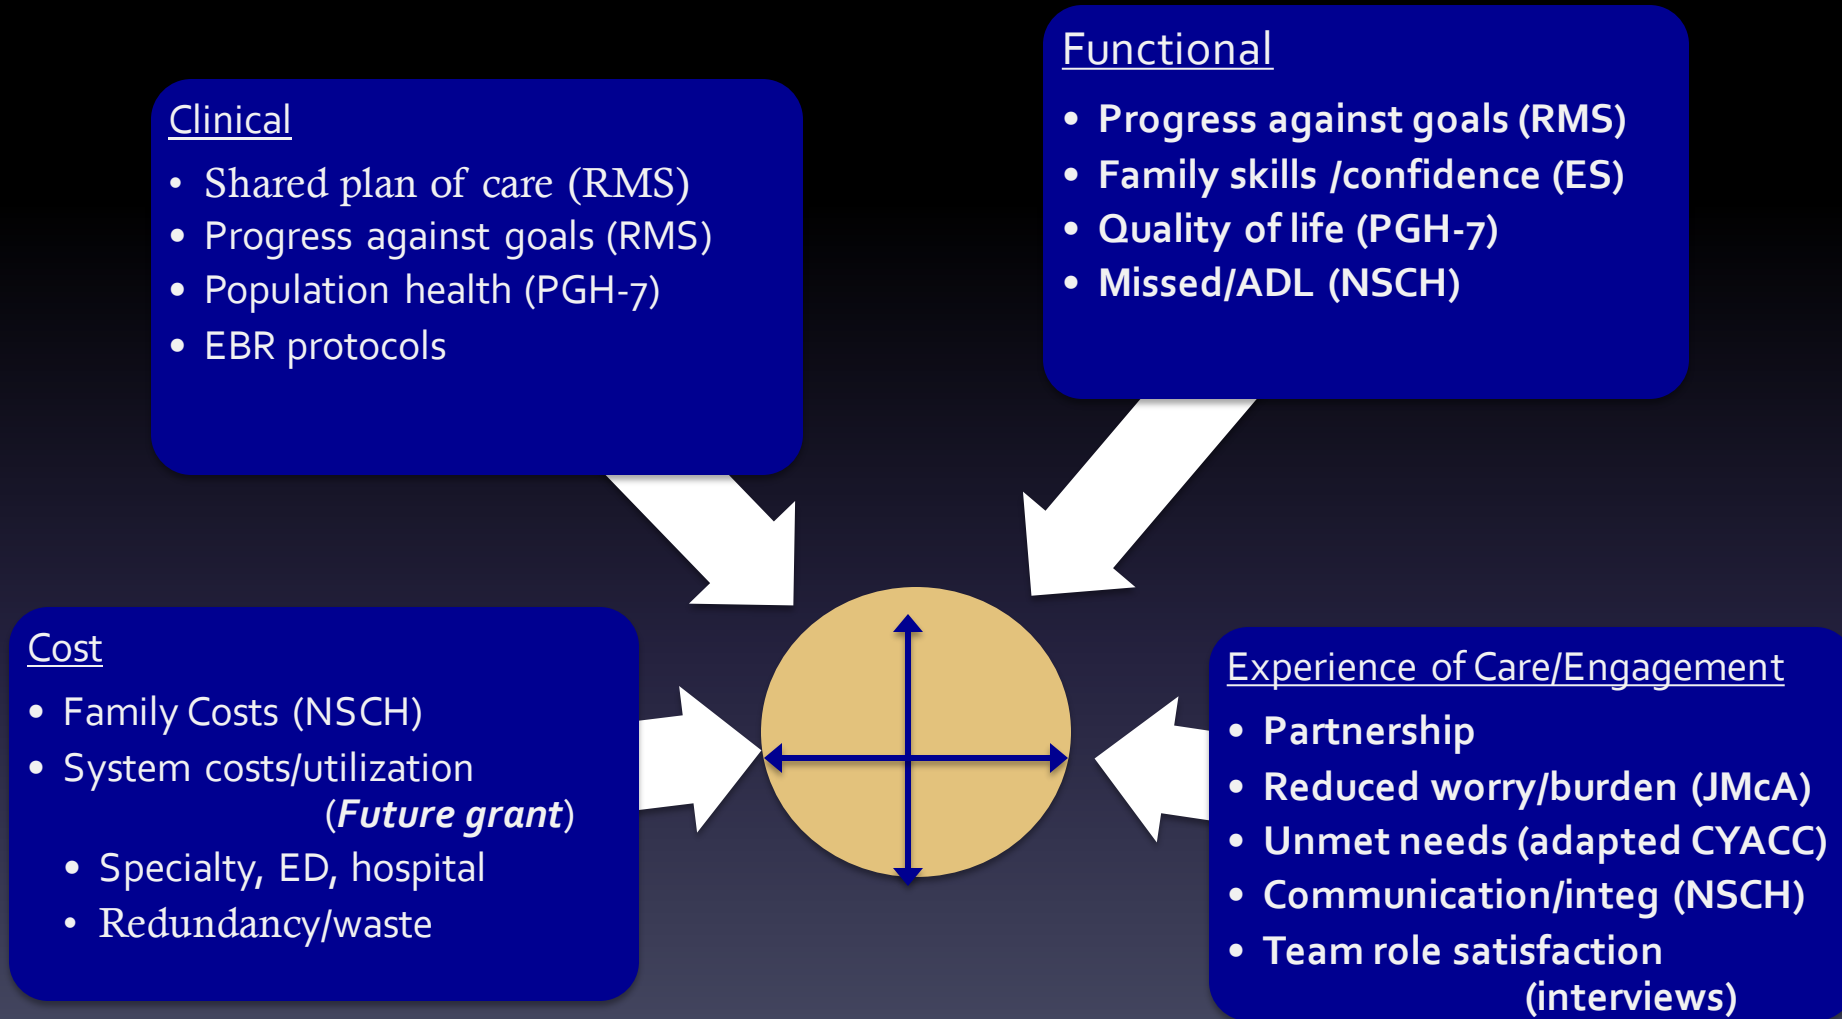 Clinical
• Shared plan of care (RMS)
• Progress against goals (RMS)
• Population health (PGH-7)
• EBR protocols
Functional
• Progress against goals (RMS)
• Family skills /confidence (ES)
• Quality of life (PGH-7)
• Missed/ADL (NSCH)
Cost
• Family Costs (NSCH)
• System costs/utilization
(Future grant)
• Specialty, ED, hospital
• Redundancy/waste
Experience of Care/Engagement
• Partnership
• Reduced worry/burden (JMcA)
• Unmet needs (adapted CYACC)
• Communication/integ (NSCH)
• Team role satisfaction
(interviews)